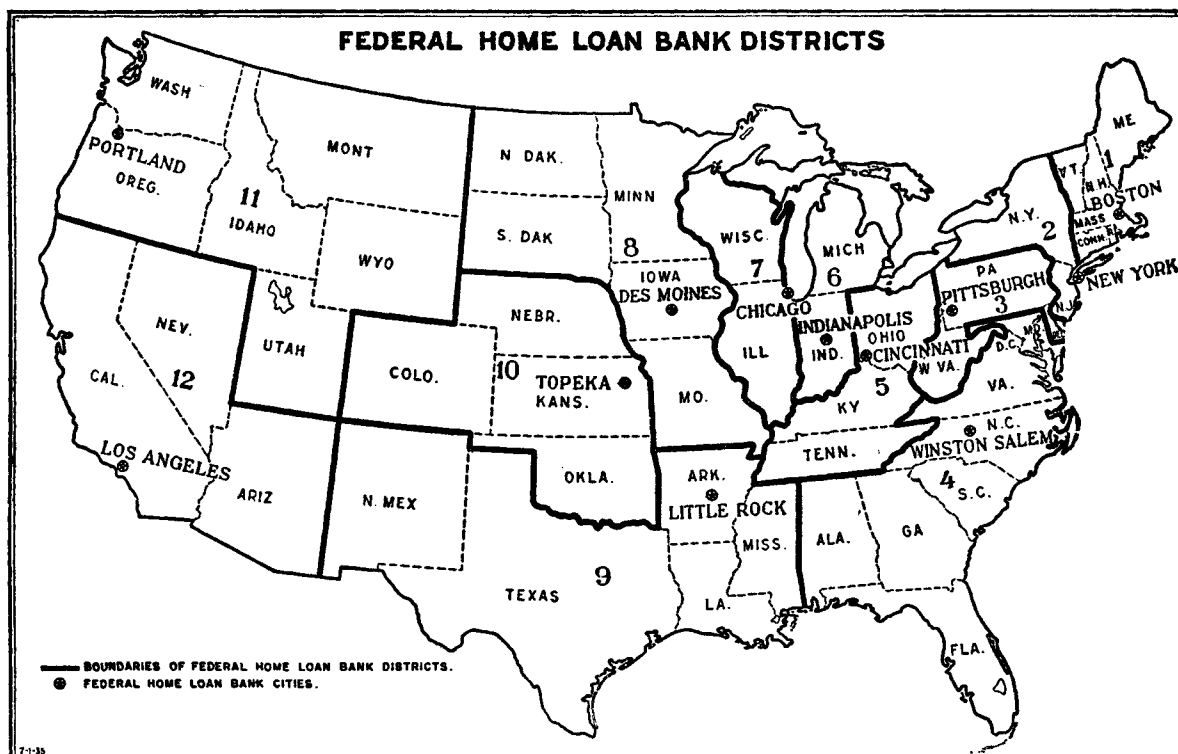 FEDERAL HOME LOAN BANK DISTRICTS
WASH
PORTLAND
OREG.
MONT
11
IDAHO
WYO
N DAK.
S. DAK
MINN
8
IOWA
DES MOINES
NEBR.
WISC.
7
CHICAGO
ILL
MICH
6
INDIANAPOLIS
IND.
OHIO
CINCINNATI
5
KY
W VA.
ME
1
VT.
N.H.
BOSTON
MASS
CONN.
R.I.
N.Y.
2
NEW YORK
PA
PITTSBURGH
3
N.J.
MD.
D.C.
VA.
NEV.
UTAH
CAL.
12
LOS ANGELES
ARIZ
COLO.
10
TOPEKA
KANS.
MO.
N. MEX
OKLA.
ARK.
LITTLE ROCK
TENN.
N.C.
WINSTON SALEM
4
S.C.
MISS.
ALA.
GA
TEXAS
9
LA.
FLA.
BOUNDARIES OF FEDERAL HOME LOAN BANK DISTRICTS.
FEDERAL HOME LOAN BANK CITIES.
7-1-35